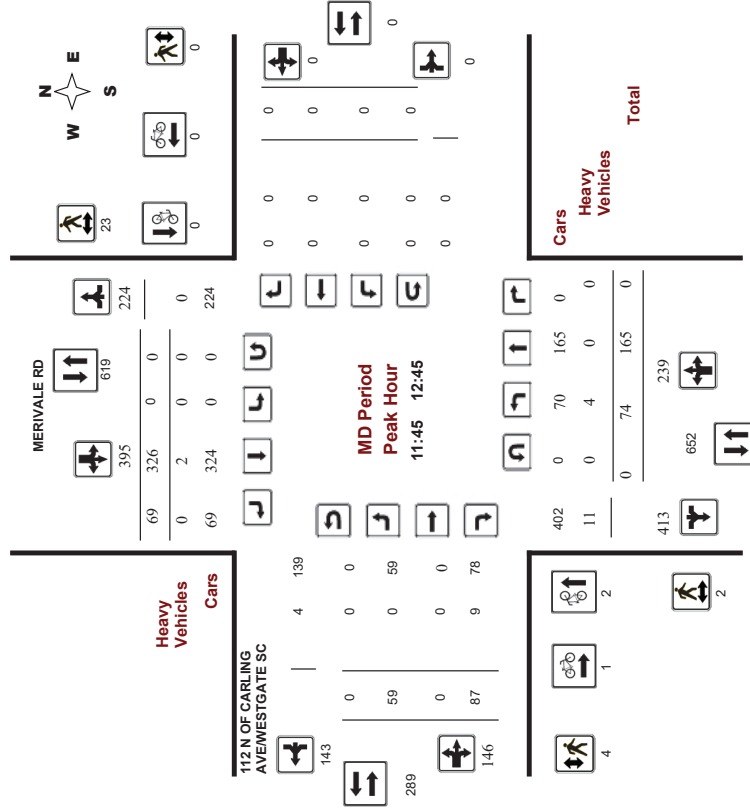 MERIVALE RD
N
W E
S
23
0
0 0
395
619
224
69 326 0 0
0 2 0 0 0
69 324 0 0 224
Heavy
Vehicles
Cars
112 N OF CARLING
AVE/WESTGATE SC
143
4 139
289
0 0 0
59 0 59
0 0 0
87 9 78
146
MD Period
Peak Hour
11:45 12:45
0 0 0
0 0 0
0 0 0
0 0 0
0 0
0
0
0
Cars
Heavy
Vehicles
Total
402 0 70 165 0
11 0 4 0 0
0 74 165 0
413
652
239
4
1
2
2